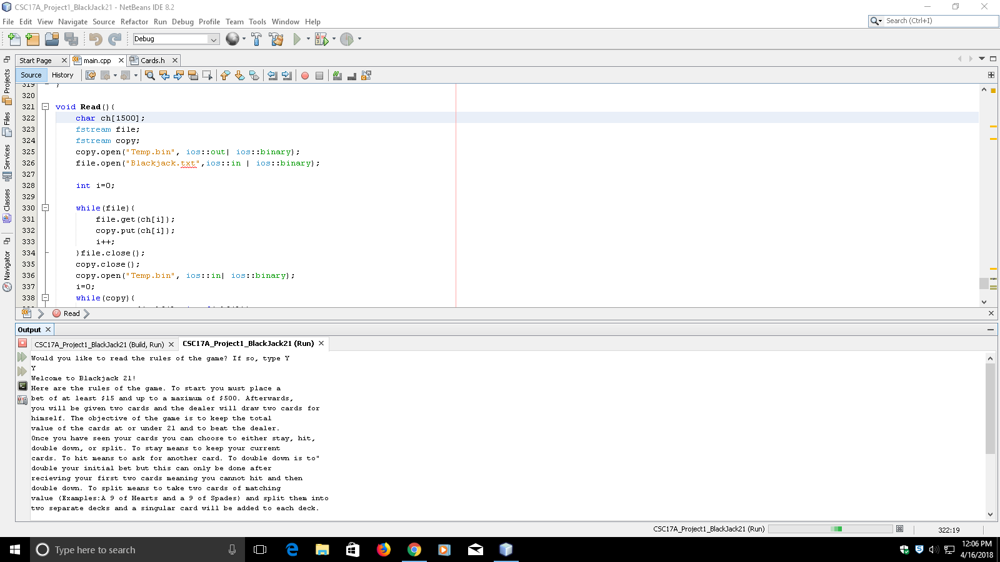 CSC17A_Project1_BlackJack21 - NetBeans IDE 8.2
File Edit View Navigate Source Refactor Run Debug Profile Team Tools Window Help
Search (Ctrl+I)
Debug
Start Page main.cpp Cards.h
Source History
Projects
Files
Services
Classes
Navigator
319 }
320
321 void Read(){
322 char ch[1500];
323 fstream file;
324 fstream copy;
325 copy.open("Temp.bin", ios::out| ios::binary);
326 file.open("Blackjack.txt",ios::in | ios::binary);
327
328 int i=0;
329
330 while(file){
331 file.get(ch[i]);
332 copy.put(ch[i]);
333 i++;
334 }file.close();
335 copy.close();
336 copy.open("Temp.bin", ios::in| ios::binary);
337 i=0;
338 while(copy){
Read
Output
CSC17A_Project1_BlackJack21 (Build, Run) CSC17A_Project1_BlackJack21 (Run)
Would you like to read the rules of the game? If so, type Y
Y
Welcome to Blackjack 21!
Here are the rules of the game. To start you must place a
bet of at least $15 and up to a maximum of $500. Afterwards,
you will be given two cards and the dealer will draw two cards for
himself. The objective of the game is to keep the total
value of the cards at or under 21 and to beat the dealer.
Once you have seen your cards you can choose to either stay, hit,
double down, or split. To stay means to keep your current
cards. To hit means to ask for another card. To double down is to"
double your initial bet but this can only be done after
recieving your first two cards meaning you cannot hit and then
double down. To split means to take two cards of matching
value (Examples:A 9 of Hearts and a 9 of Spades) and split them into
two separate decks and a singular card will be added to each deck.
CSC17A_Project1_BlackJack21 (Run)
322:19
Type here to search
12:06 PM
4/16/2018